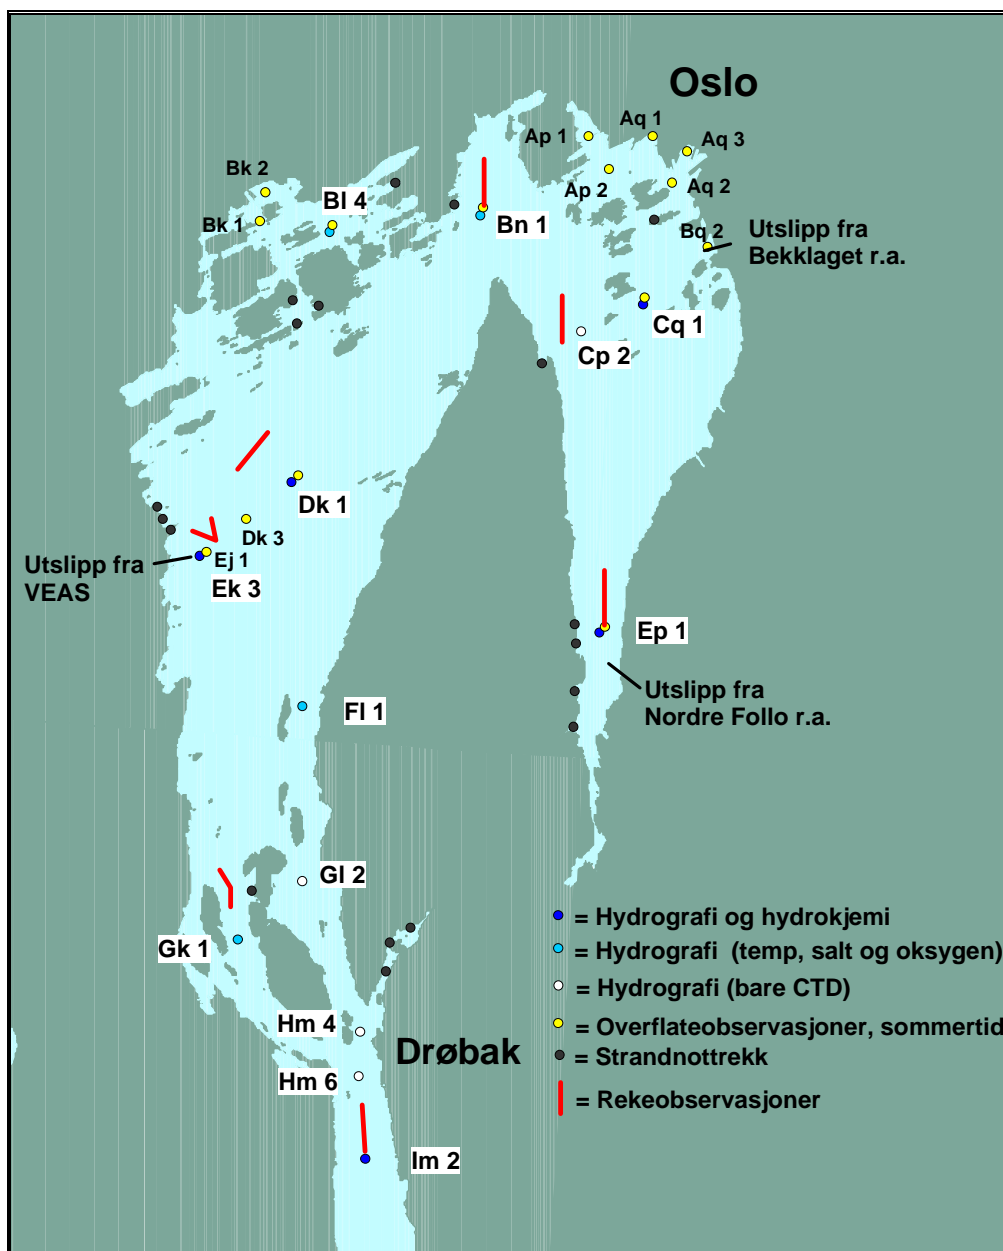 Oslo
Ap 1
Aq 1
Aq 3
Bk 2
Ap 2
Aq 2
Bl 4
Bk 1
Bn 1
Bq 2
Utslipp fra
Bekklaget r.a.
Cq 1
Cp 2
Dk 1
Dk 3
Ej 1
Utslipp fra
VEAS
Ek 3
Ep 1
Utslipp fra
Nordre Follo r.a.
Fl 1
Gl 2
Gk 1
Hm 4
Drøbak
Hm 6
Im 2
= Hydrografi og hydrokjemi
= Hydrografi (temp, salt og oksygen)
= Hydrografi (bare CTD)
= Overflateobservasjoner, sommertid
= Strandnottrekk
= Rekeobservasjoner